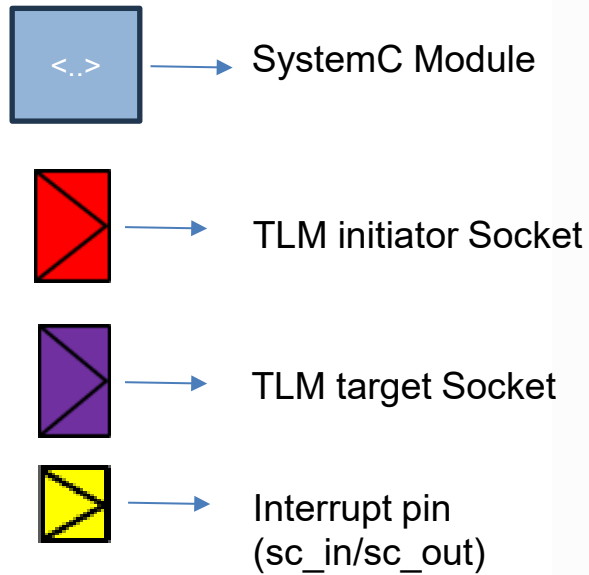 <..>
SystemC Module
TLM initiator Socket
TLM target Socket
Interrupt pin
(sc_in/sc_out)